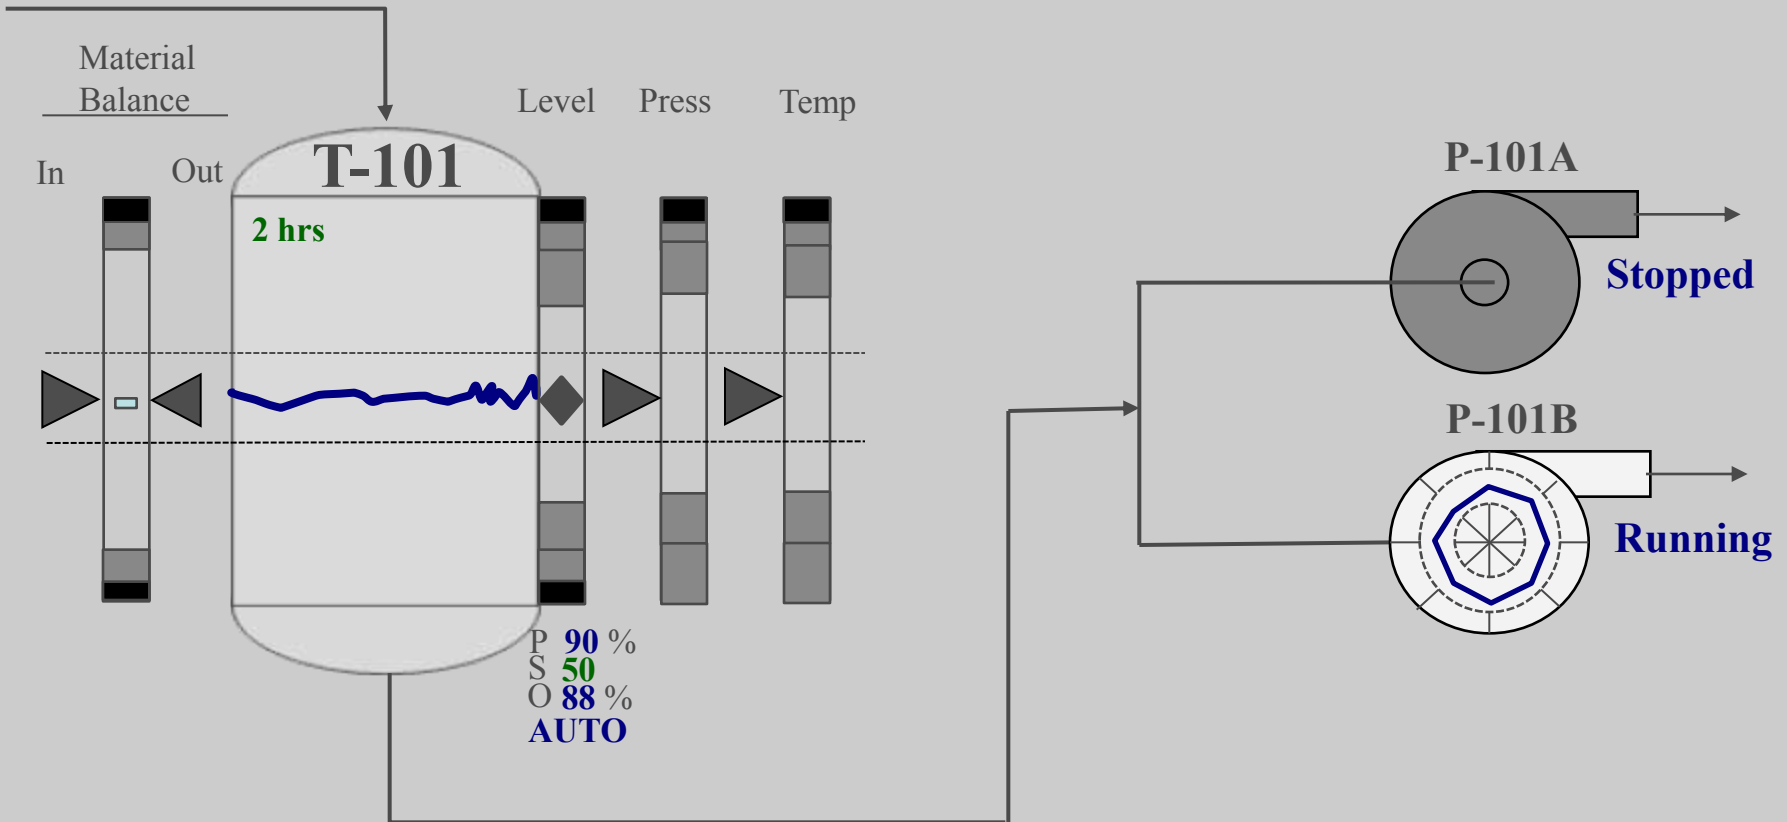 Material
Balance
In
Out
T-101
2 hrs
Level
Press
Temp
P 90 %
S 50
O 88 %
AUTO
P-101A
Stopped
P-101B
Running